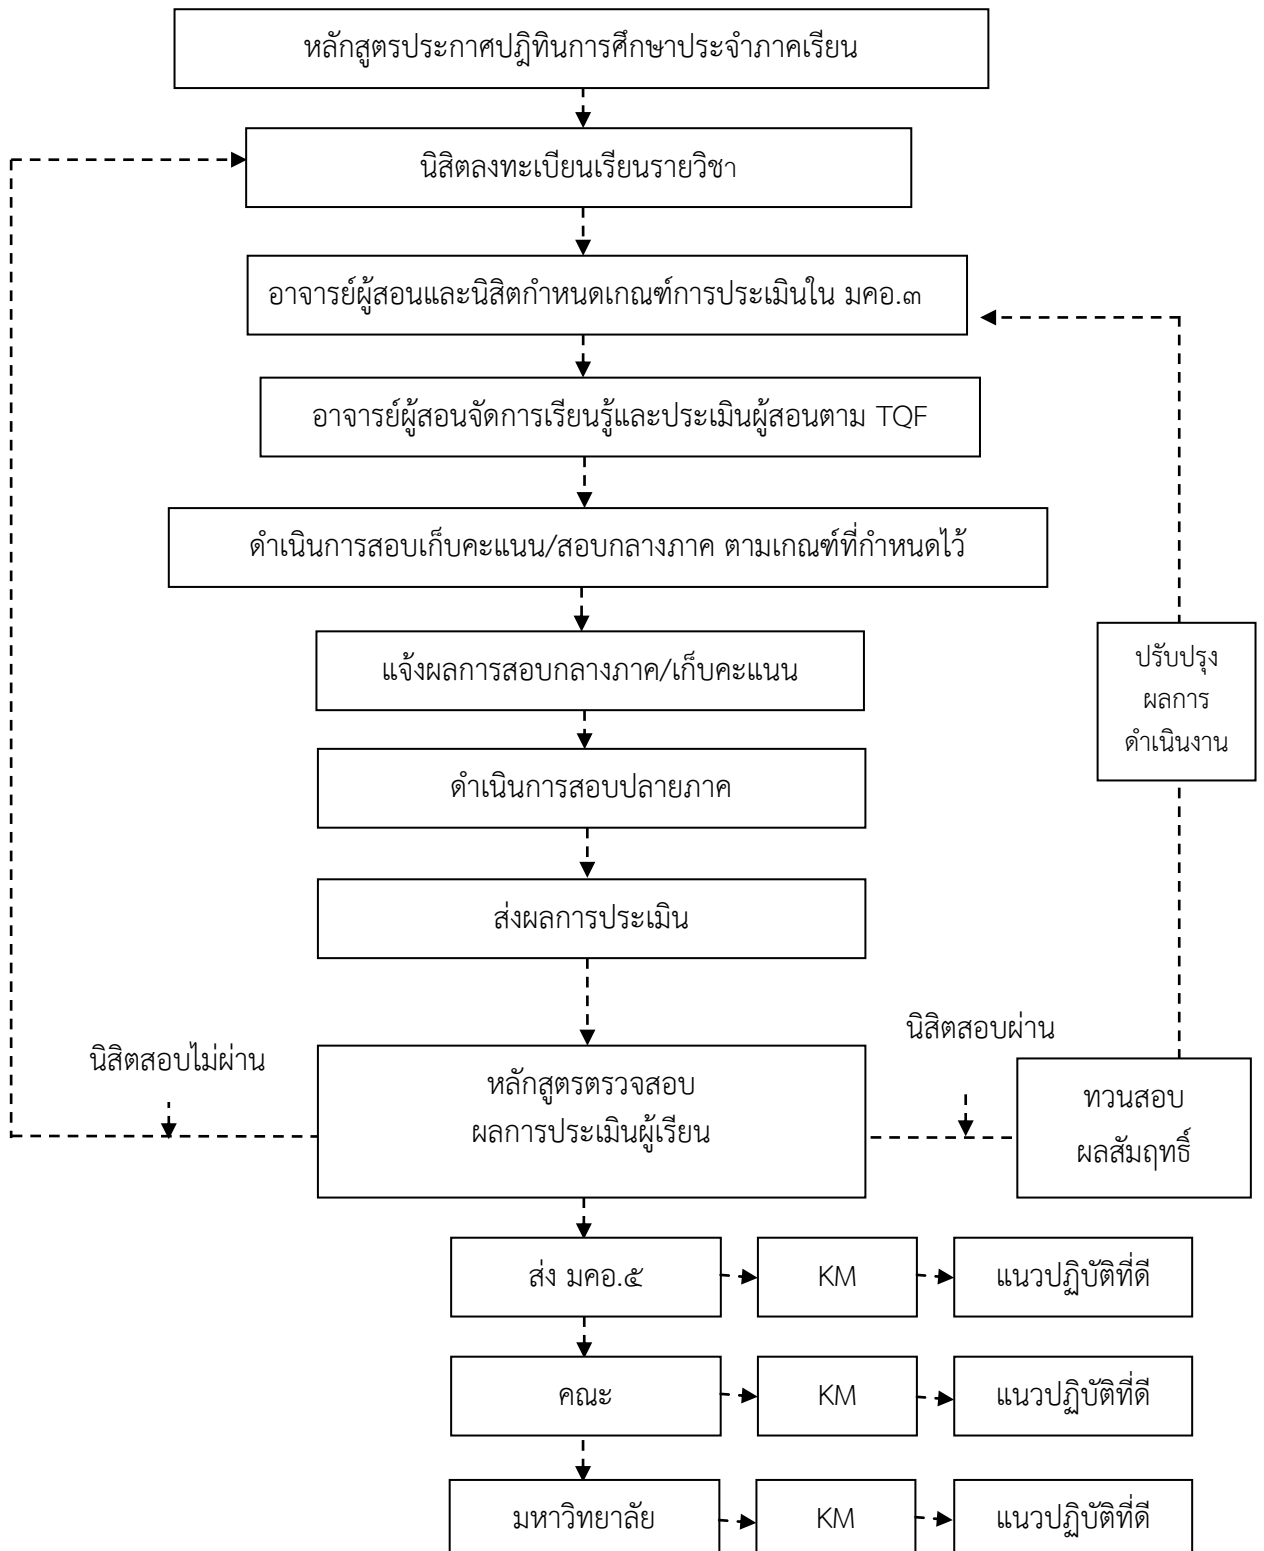 หลักสูตรประกาศปฎิทินการศึกษาประจำภาคเรียน
นิสิตลงทะเบียนเรียนรายวิชา
อาจารย์ผู้สอนและนิสิตกำหนดเกณฑ์การประเมินใน มคอ.๓
อาจารย์ผู้สอนจัดการเรียนรู้และประเมินผู้สอนตาม TQF
ดำเนินการสอบเก็บคะแนน/สอบกลางภาค ตามเกณฑ์ที่กำหนดไว้
แจ้งผลการสอบกลางภาค/เก็บคะแนน
ปรับปรุง
ผลการ
ดำเนินงาน
ดำเนินการสอบปลายภาค
ส่งผลการประเมิน
นิสิตสอบไม่ผ่าน
นิสิตสอบผ่าน
หลักสูตรตรวจสอบ
ผลการประเมินผู้เรียน
ทวนสอบ
ผลสัมฤทธิ์
ส่ง มคอ.๕
KM
แนวปฏิบัติที่ดี
คณะ
KM
แนวปฏิบัติที่ดี
มหาวิทยาลัย
KM
แนวปฏิบัติที่ดี